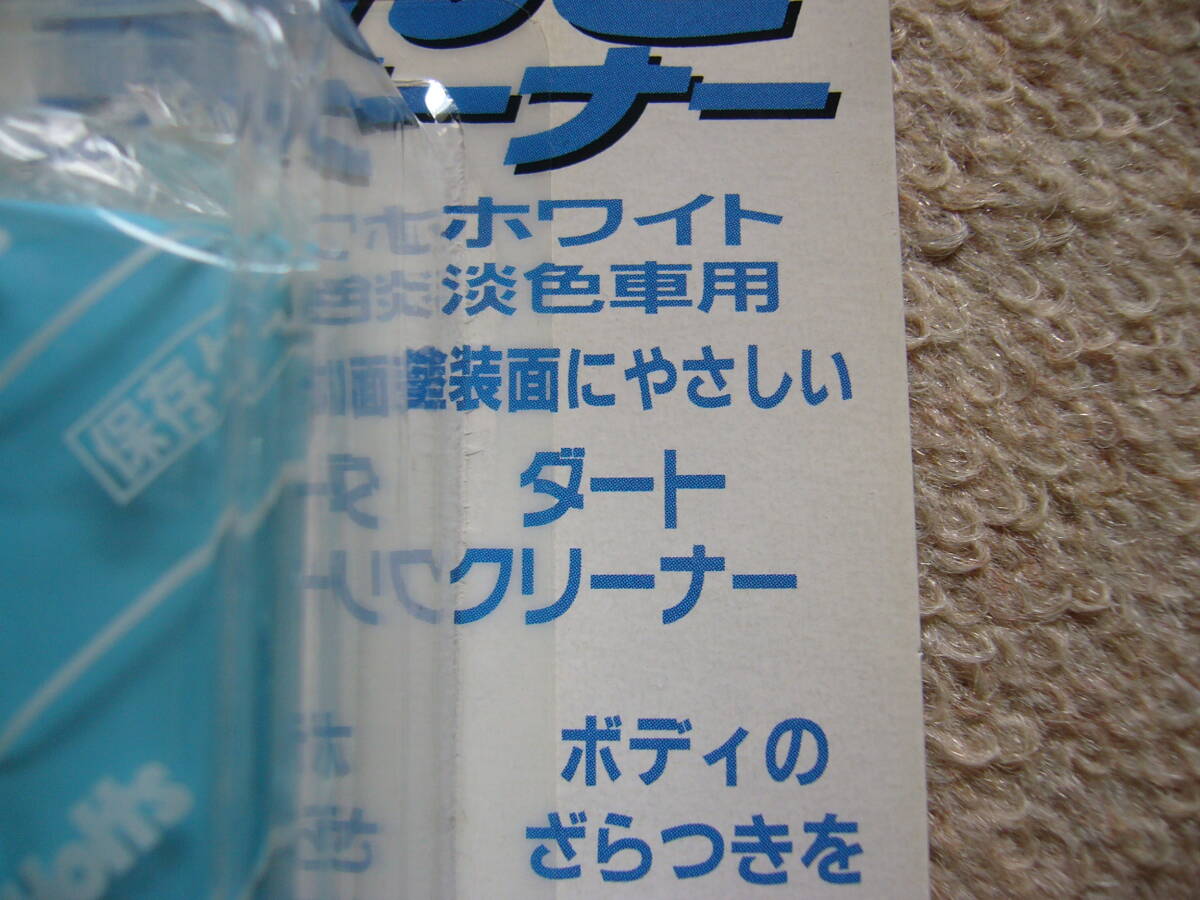 ーナー
ホワイト
淡色車用
塗装面にやさしい
ダート
クリーナー
ボディの
ざらつきを
保存
Holts